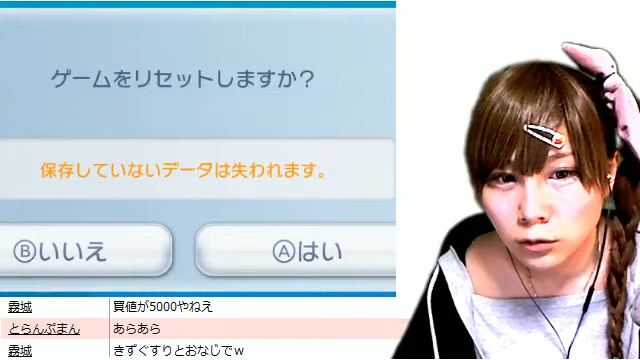 ゲームをリセットしますか？
保存していないデータは失われます。
Ⓑいいえ Ⓐはい
霧城 買値が5000やねえ
とらんぷまん あらあら
霧城 きずぐすりとおなじでｗ